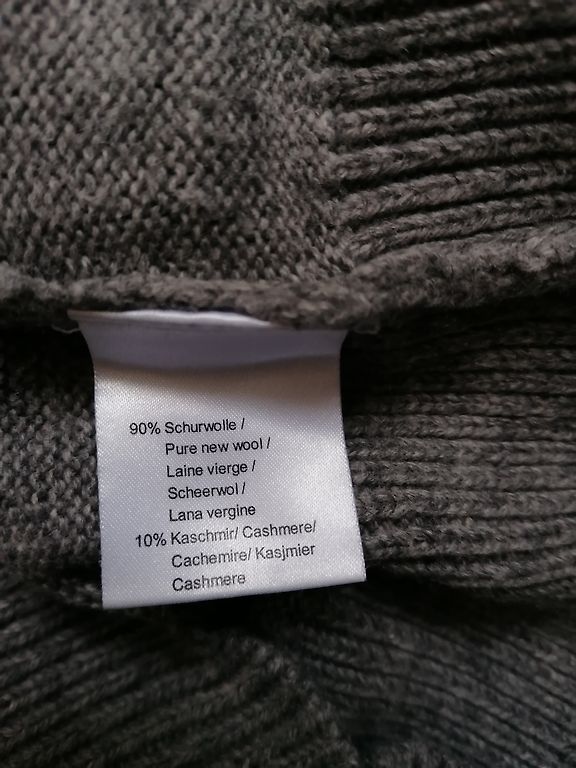 90% Schurwolle /
Pure new wool /
Laine vierge /
Scheerwol /
Lana vergine
10% Kaschmir/ Cashmere/
Cachemire/ Kasjmier
Cashmere